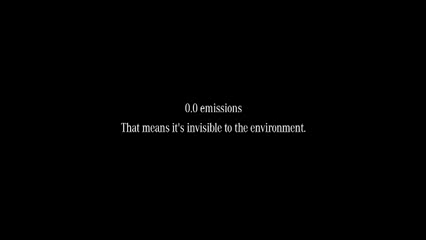 0.0 emissions
That means it's invisible to the environment.